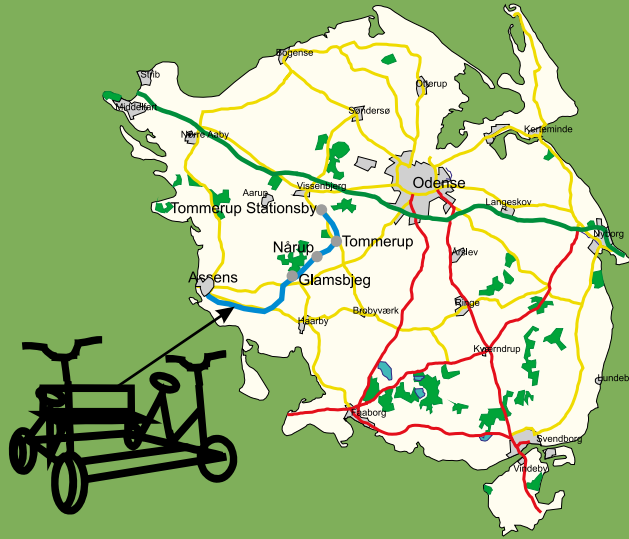 Bogense
Strib
Otterup
Middelfart
Søndersø
Nørre Aaby
Kerteminde
Odense
Vissenbjerg
Aarup
Langeskov
Tommerup Stationsby
Nyborg
Nårup
Tommerup
Årslev
Assens
Glamsbjeg
Ringe
Brobyværk
Haarby
Kværndrup
Lundeb
Faaborg
Svendborg
Vindeby